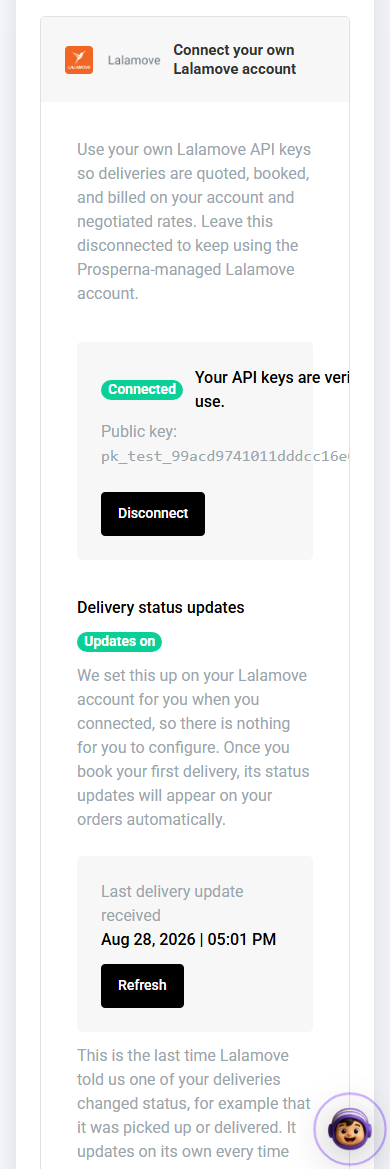 Lalamove
Connect your own
Lalamove account
LALAMOVE
Use your own Lalamove API keys
so deliveries are quoted, booked,
and billed on your account and
negotiated rates. Leave this
disconnected to keep using the
Prosperna-managed Lalamove
account.
Connected
Your API keys are veri
use.
Public key:
pk_test_99acd9741011dddcc16e
Disconnect
Delivery status updates
Updates on
We set this up on your Lalamove
account for you when you
connected, so there is nothing
for you to configure. Once you
book your first delivery, its status
updates will appear on your
orders automatically.
Last delivery update
received
Aug 28, 2026 | 05:01 PM
Refresh
This is the last time Lalamove
told us one of your deliveries
changed status, for example that
it was picked up or delivered. It
updates on its own every time